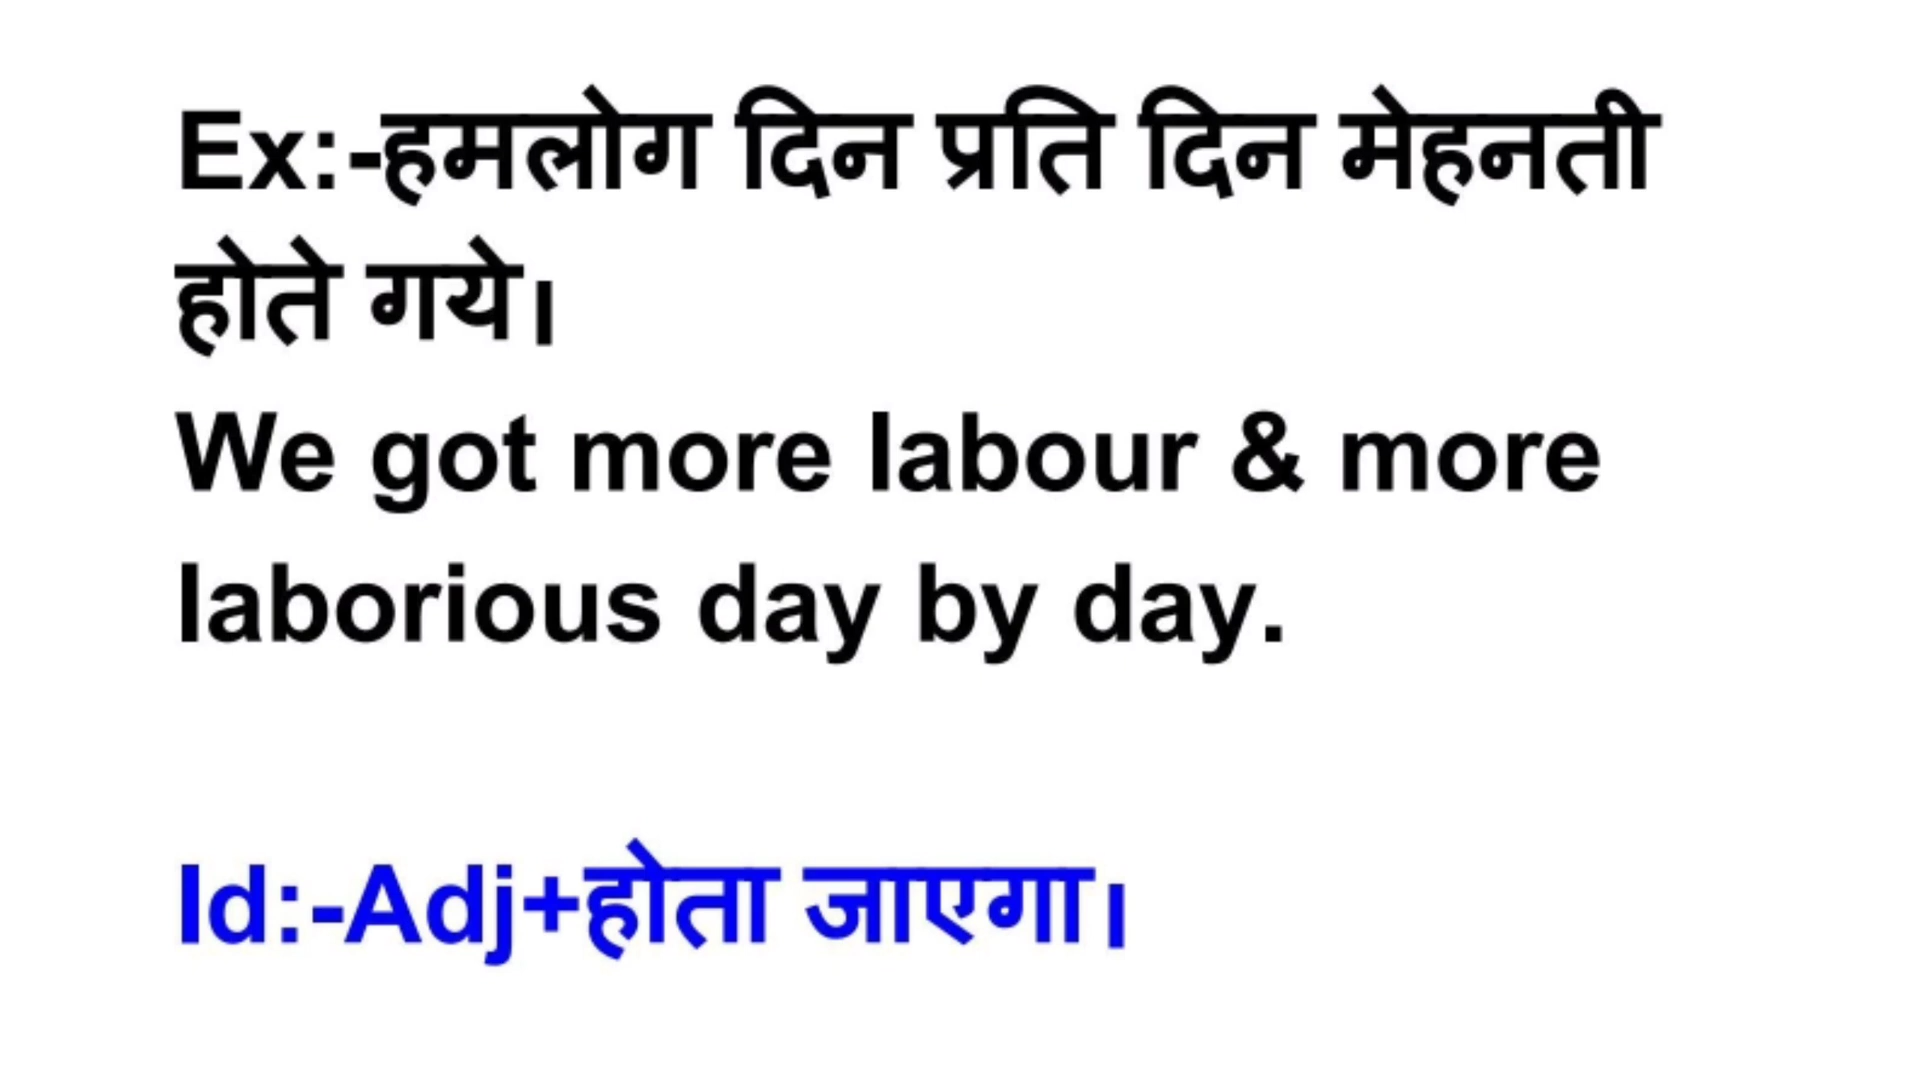 Ex:-हमलोग दिन प्रति दिन मेहनती
होते गये।
We got more labour & more
laborious day by day.
Id:-Adj+होता जाएगा।